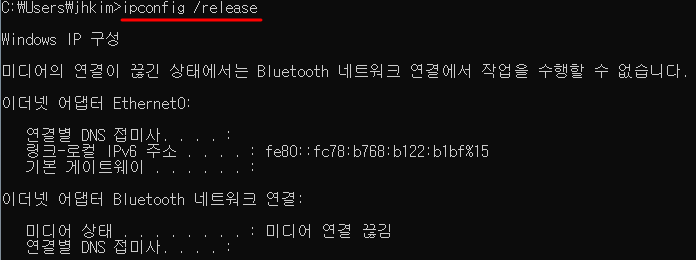 C:\Users\jhkim>ipconfig /release
Windows IP 구성
미디어의 연결이 끊긴 상태에서는 Bluetooth 네트워크 연결에서 작업을 수행할 수 없습니다.
이더넷 어댑터 Ethernet0:
연결별 DNS 접미사. . . . :
링크-로컬 IPv6 주소 . . . . : fe80::fc78:b768:b122:b1bf%15
기본 게이트웨이 . . . . . . :
이더넷 어댑터 Bluetooth 네트워크 연결:
미디어 상태 . . . . . . . . : 미디어 연결 끊김
연결별 DNS 접미사. . . . :